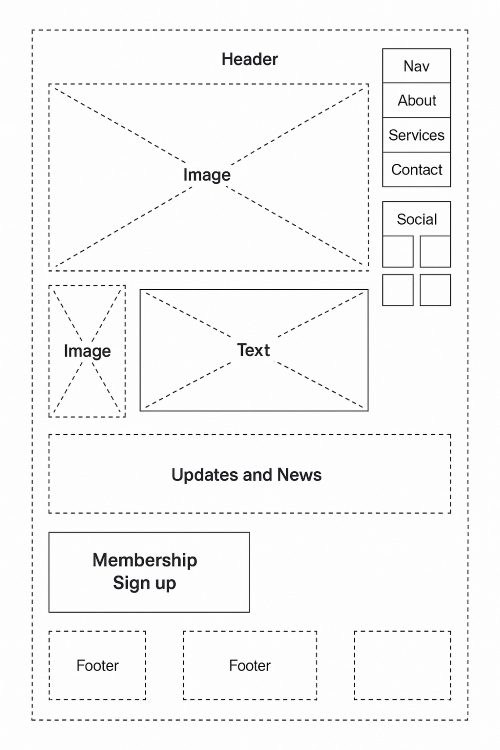 Header
Nav
About
Services
Contact
Image
Social
Image
Text
Updates and News
Membership
Sign up
Footer
Footer